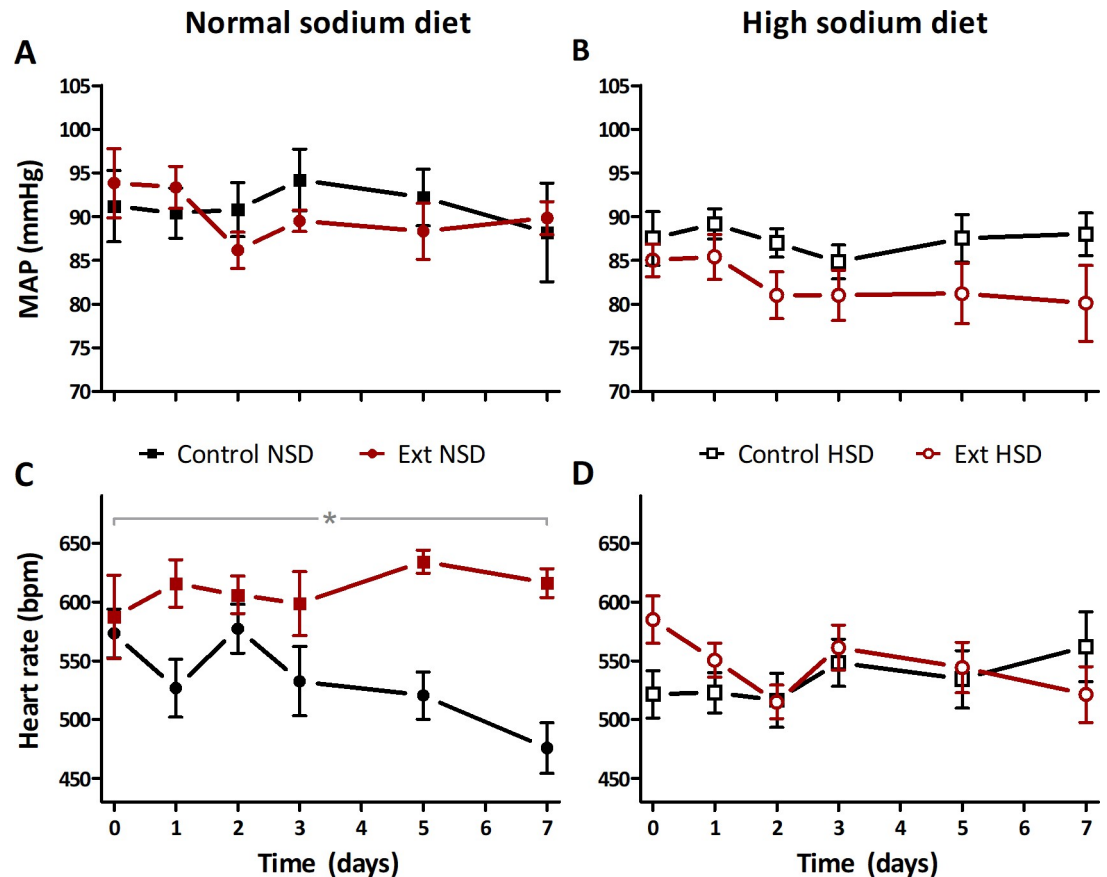 Normal sodium diet
High sodium diet
A
B
105
100
95
90
85
80
75
70
MAP (mmHg)
105
100
95
90
85
80
75
70
Control NSD Ext NSD
Control HSD Ext HSD
C
D
*
650
600
550
500
450
Heart rate (bpm)
650
600
550
500
450
0 1 2 3 4 5 6 7
0 1 2 3 4 5 6 7
Time (days)
Time (days)